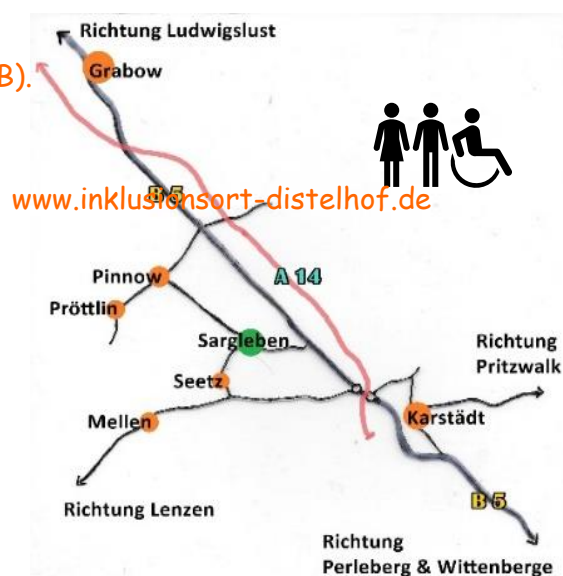 Richtung Ludwigslust
Grabow
B).
B 5
www.inklusionsort-distelhof.de
Pinnow
A 14
Pröttlin
Sargleben
Richtung
Pritzwalk
Seetz
Mellen
Karstädt
Richtung Lenzen
B 5
Richtung
Perleberg & Wittenberge